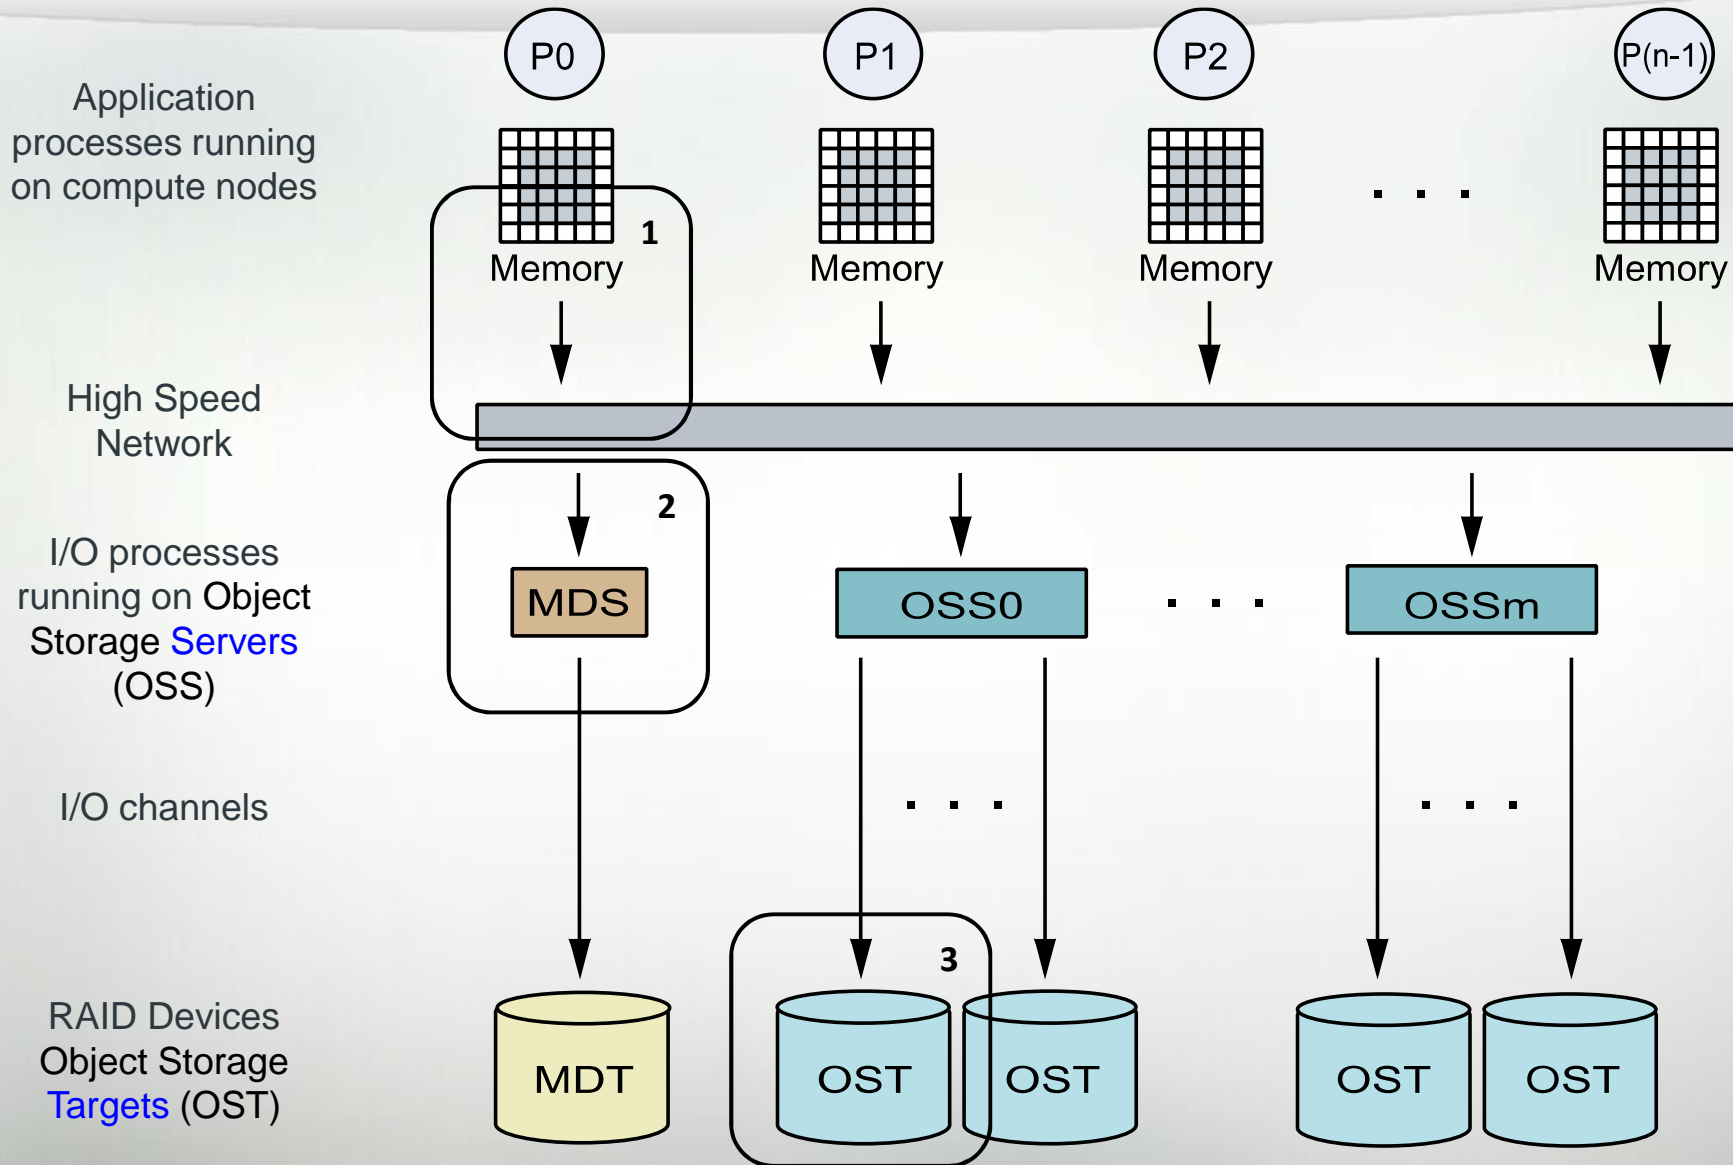 P0
P1
P2
P(n-1)
Application
processes running
on compute nodes
1
Memory
Memory
Memory
. . .
Memory
High Speed
Network
2
I/O processes
running on Object
Storage Servers
(OSS)
MDS
OSS0
. . .
OSSm
I/O channels
. . .
. . .
3
RAID Devices
Object Storage
Targets (OST)
MDT
OST
OST
OST
OST